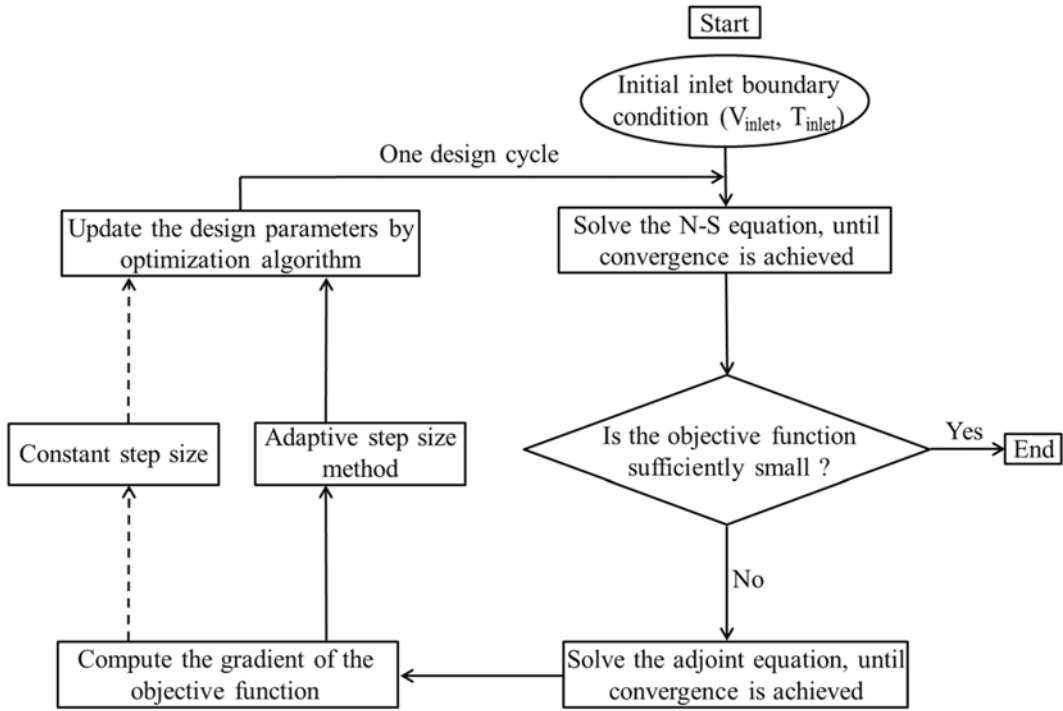 Start
Initial inlet boundary
condition (V_inlet, T_inlet)
One design cycle
Update the design parameters by
optimization algorithm
Solve the N-S equation, until
convergence is achieved
Constant step size
Adaptive step size
method
Is the objective function
sufficiently small ?
Yes
End
No
Compute the gradient of the
objective function
Solve the adjoint equation, until
convergence is achieved